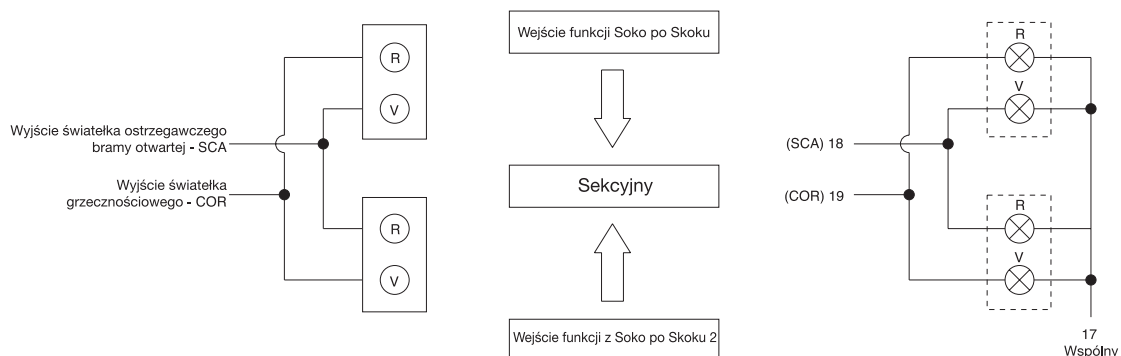 R
V
Wyjście światełka ostrzegawczego
bramy otwartej - SCA
Wyjście światełka
grzecznościowego - COR
R
V
Wejście funkcji Soko po Skoku
Sekcyjny
Wejście funkcji z Soko po Skoku 2
R
V
(SCA) 18
(COR) 19
R
V
17
Wspólny